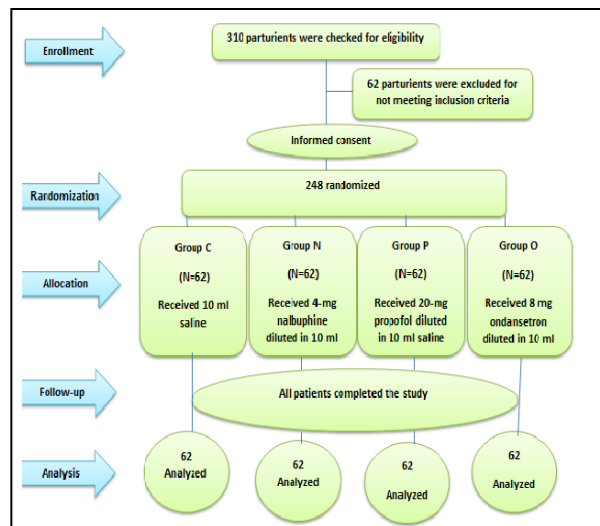 Enrollment
310 parturients were checked for eligibility
62 parturients were excluded for
not meeting inclusion criteria
Informed consent
Randomization
248 randomized
Allocation
Group C
(N=62)
Received 10 ml
saline
Group N
(N=62)
Received 4-mg
nalbuphine
diluted in 10 ml
Group P
(N=62)
Received 20-mg
propofol diluted
in 10 ml saline
Group O
(N=62)
Received 8 mg
ondansetron
diluted in 10 ml
Follow-up
All patients completed the study
Analysis
62
Analyzed
62
Analyzed
62
Analyzed
62
Analyzed